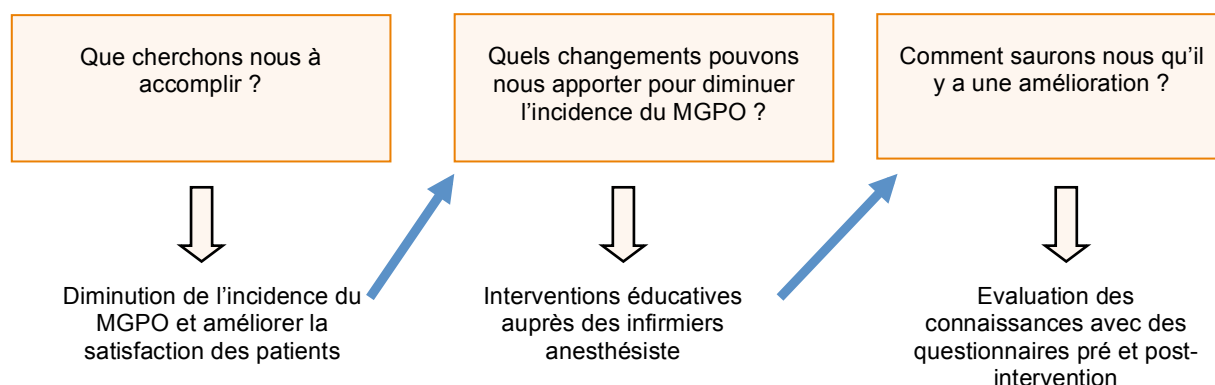 Que cherchons nous à
accomplir ?
Diminution de l'incidence du
MGPO et améliorer la
satisfaction des patients
Quels changements pouvons
nous apporter pour diminuer
l'incidence du MGPO ?
Interventions éducatives
auprès des infirmiers
anesthésiste
Comment saurons nous qu'il
y a une amélioration ?
Evaluation des
connaissances avec des
questionnaires pré et post-
intervention